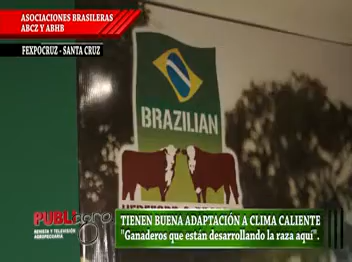 ASOCIACIONES BRASILERAS
ABCZ Y ABHB
FEXPOCRUZ - SANTA CRUZ
BRAZILIAN
PUBLIagro
REVISTA Y TELEVISIÓN
AGROPECUARIA
TIENEN BUENA ADAPTACIÓN A CLIMA CALIENTE
"Ganaderos que están desarrollando la raza aquí".